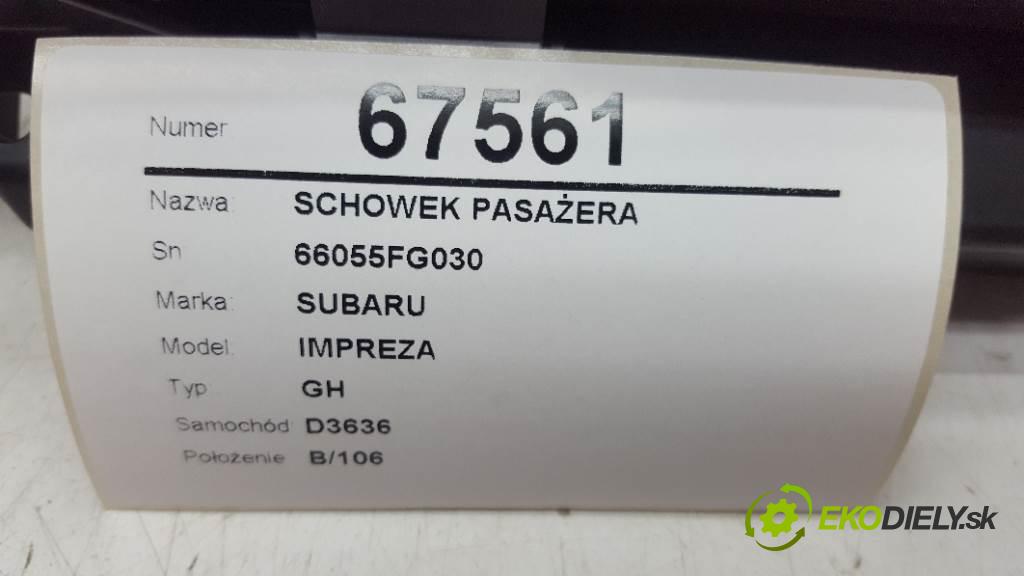 Numer 67561
Nazwa: SCHOWEK PASAŻERA
Sn 66055FG030
Marka: SUBARU
Model: IMPREZA
Typ GH
Samochód D3636
Położenie B/106
EKODIELY.sk